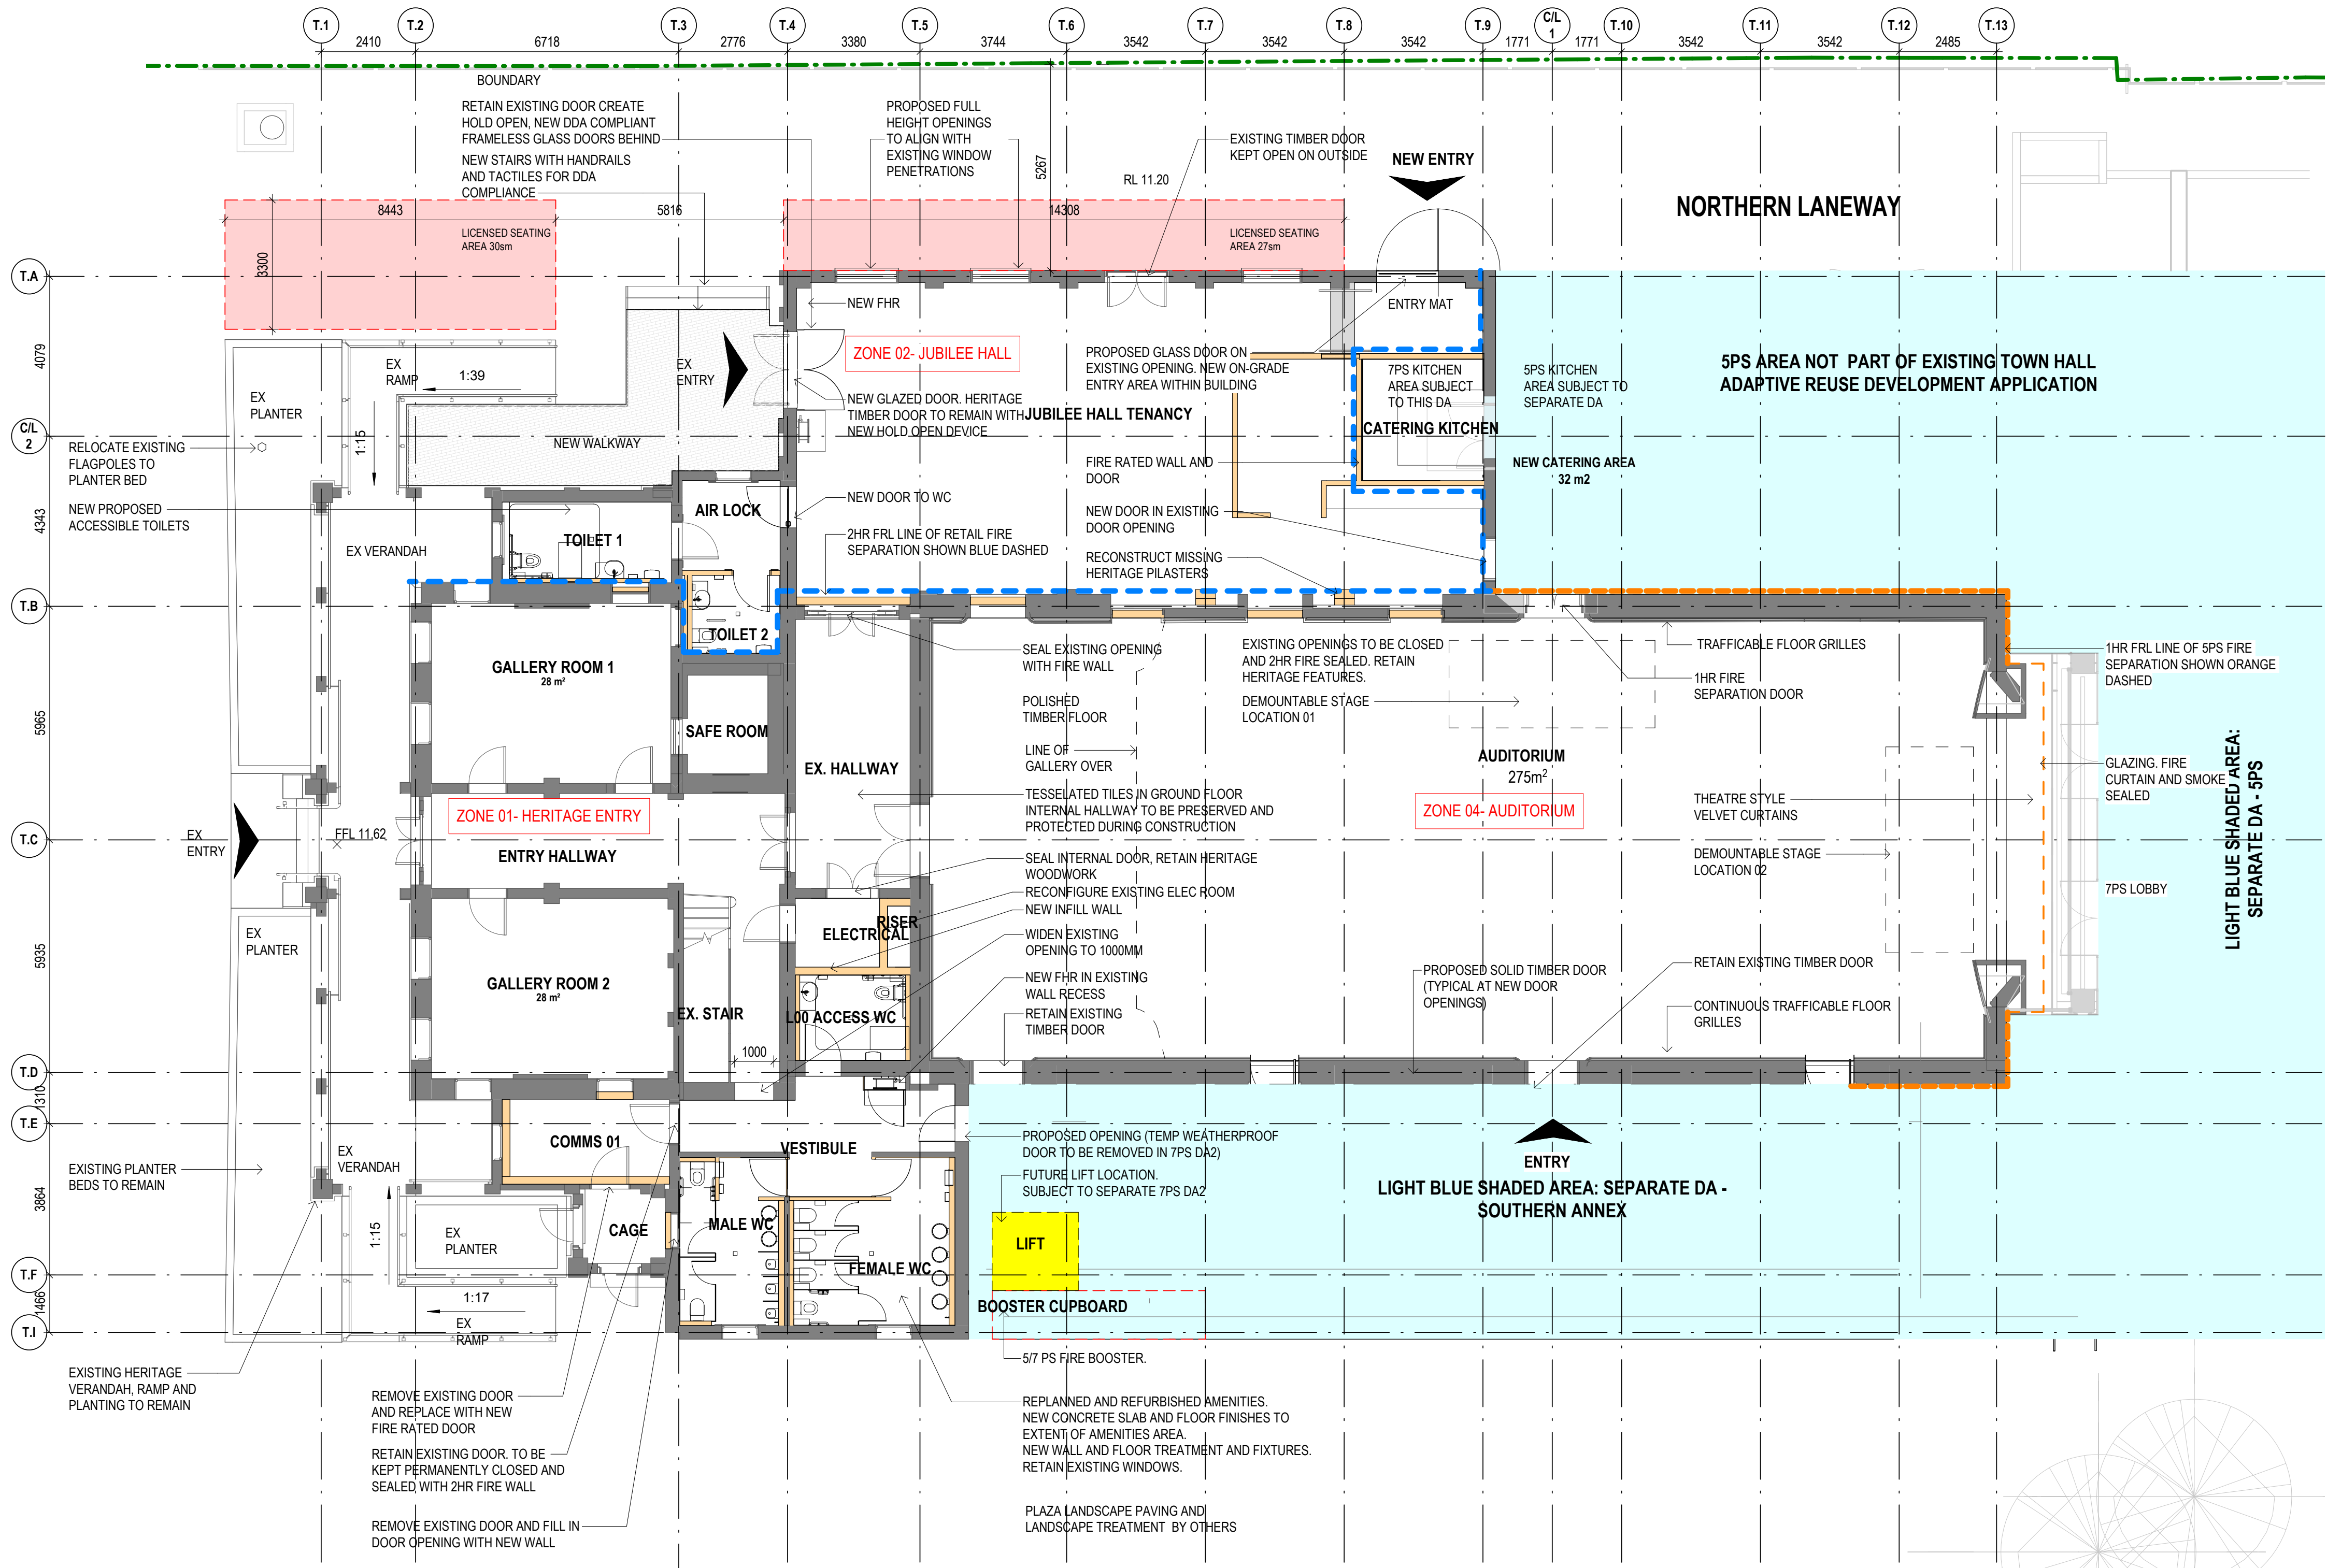 T.1
T.2
T.3
T.4
T.5
T.6
T.7
T.8
T.9
C/L
1
T.10
T.11
T.12
T.13
2410
6718
2776
3380
3744
3542
3542
3542
1771
1771
3542
3542
2485
BOUNDARY
RETAIN EXISTING DOOR CREATE
HOLD OPEN, NEW DDA COMPLIANT
FRAMELESS GLASS DOORS BEHIND
NEW STAIRS WITH HANDRAILS
AND TACTILES FOR DDA
COMPLIANCE
PROPOSED FULL
HEIGHT OPENINGS
TO ALIGN WITH
EXISTING WINDOW
PENETRATIONS
5267
EXISTING TIMBER DOOR
KEPT OPEN ON OUTSIDE
RL 11.20
NEW ENTRY
NORTHERN LANEWAY
8443
5816
14308
3300
LICENSED SEATING
AREA 30sm
LICENSED SEATING
AREA 27sm
T.A
4079
C/L
2
4343
T.B
5965
T.C
5935
T.D
1310
T.E
3864
T.F
1466
T.I
NEW FHR
ENTRY MAT
ZONE 02- JUBILEE HALL
EX
RAMP
1:39
EX
ENTRY
EX
PLANTER
1:15
NEW WALKWAY
PROPOSED GLASS DOOR ON
EXISTING OPENING. NEW ON-GRADE
ENTRY AREA WITHIN BUILDING
7PS KITCHEN
AREA SUBJECT
TO THIS DA
5PS KITCHEN
AREA SUBJECT TO
SEPARATE DA
5PS AREA NOT PART OF EXISTING TOWN HALL
ADAPTIVE REUSE DEVELOPMENT APPLICATION
NEW GLAZED DOOR. HERITAGE
TIMBER DOOR TO REMAIN WITH
NEW HOLD OPEN DEVICE
JUBILEE HALL TENANCY
CATERING KITCHEN
RELOCATE EXISTING
FLAGPOLES TO
PLANTER BED
FIRE RATED WALL AND
DOOR
NEW CATERING AREA
32 m2
NEW PROPOSED
ACCESSIBLE TOILETS
AIR LOCK
NEW DOOR TO WC
NEW DOOR IN EXISTING
DOOR OPENING
EX VERANDAH
TOILET 1
2HR FRL LINE OF RETAIL FIRE
SEPARATION SHOWN BLUE DASHED
RECONSTRUCT MISSING
HERITAGE PILASTERS
TOILET 2
GALLERY ROOM 1
28 m²
SAFE ROOM
EX. HALLWAY
SEAL EXISTING OPENING
WITH FIRE WALL
EXISTING OPENINGS TO BE CLOSED
AND 2HR FIRE SEALED. RETAIN
HERITAGE FEATURES.
TRAFFICABLE FLOOR GRILLES
1HR FRL LINE OF 5PS FIRE
SEPARATION SHOWN ORANGE
DASHED
1HR FIRE
SEPARATION DOOR
POLISHED
TIMBER FLOOR
DEMOUNTABLE STAGE
LOCATION 01
LINE OF
GALLERY OVER
AUDITORIUM
275m2
GLAZING. FIRE
CURTAIN AND SMOKE
SEALED
LIGHT BLUE SHADED AREA:
SEPARATE DA - 5PS
ZONE 01- HERITAGE ENTRY
ZONE 04- AUDITORIUM
TESSELATED TILES IN GROUND FLOOR
INTERNAL HALLWAY TO BE PRESERVED AND
PROTECTED DURING CONSTRUCTION
THEATRE STYLE
VELVET CURTAINS
EX
ENTRY
FFL 11.62
ENTRY HALLWAY
SEAL INTERNAL DOOR, RETAIN HERITAGE
WOODWORK
DEMOUNTABLE STAGE
LOCATION 02
7PS LOBBY
RECONFIGURE EXISTING ELEC ROOM
NEW INFILL WALL
RISER
ELECTRICAL
EX
PLANTER
WIDEN EXISTING
OPENING TO 1000MM
GALLERY ROOM 2
28 m²
NEW FHR IN EXISTING
WALL RECESS
RETAIN EXISTING
TIMBER DOOR
PROPOSED SOLID TIMBER DOOR
(TYPICAL AT NEW DOOR
OPENINGS)
RETAIN EXISTING TIMBER DOOR
CONTINUOUS TRAFFICABLE FLOOR
GRILLES
EX. STAIR
L00 ACCESS WC
1000
COMMS 01
VESTIBULE
PROPOSED OPENING (TEMP WEATHERPROOF
DOOR TO BE REMOVED IN 7PS DA2)
ENTRY
EX
VERANDAH
EXISTING PLANTER
BEDS TO REMAIN
FUTURE LIFT LOCATION.
SUBJECT TO SEPARATE 7PS DA2
LIGHT BLUE SHADED AREA: SEPARATE DA -
SOUTHERN ANNEX
1:15
EX
PLANTER
CAGE
MALE WC
FEMALE WC
LIFT
BOOSTER CUPBOARD
1:17
EX
RAMP
5/7 PS FIRE BOOSTER.
EXISTING HERITAGE
VERANDAH, RAMP AND
PLANTING TO REMAIN
REMOVE EXISTING DOOR
AND REPLACE WITH NEW
FIRE RATED DOOR
REPLANNED AND REFURBISHED AMENITIES.
NEW CONCRETE SLAB AND FLOOR FINISHES TO
EXTENT OF AMENITIES AREA.
NEW WALL AND FLOOR TREATMENT AND FIXTURES.
RETAIN EXISTING WINDOWS.
RETAIN EXISTING DOOR. TO BE
KEPT PERMANENTLY CLOSED AND
SEALED WITH 2HR FIRE WALL
REMOVE EXISTING DOOR AND FILL IN
DOOR OPENING WITH NEW WALL
PLAZA LANDSCAPE PAVING AND
LANDSCAPE TREATMENT BY OTHERS